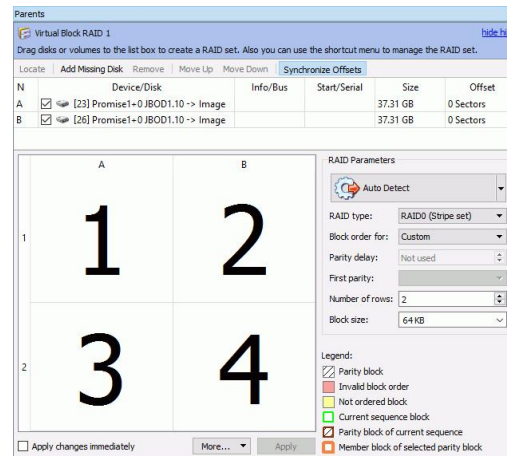 Parents
Virtual Block RAID 1 hide hi
Drag disks or volumes to the list box to create a RAID set. Also you can use the shortcut menu to manage the RAID set.
Locate Add Missing Disk Remove Move Up Move Down Synchronize Offsets
N Device/Disk Info/Bus Start/Serial Size Offset
A [23] Promise1+0 JBOD1.10 -> Image 37.31 GB 0 Sectors
B [26] Promise1+0 JBOD1.10 -> Image 37.31 GB 0 Sectors
A B
1 1 2
2 3 4
Apply changes immediately More... Apply
RAID Parameters
Auto Detect
RAID type: RAID0 (Stripe set)
Block order for: Custom
Parity delay: Not used
First parity:
Number of rows: 2
Block size: 64 KB
Legend:
Parity block
Invalid block order
Not ordered block
Current sequence block
Parity block of current sequence
Member block of selected parity block